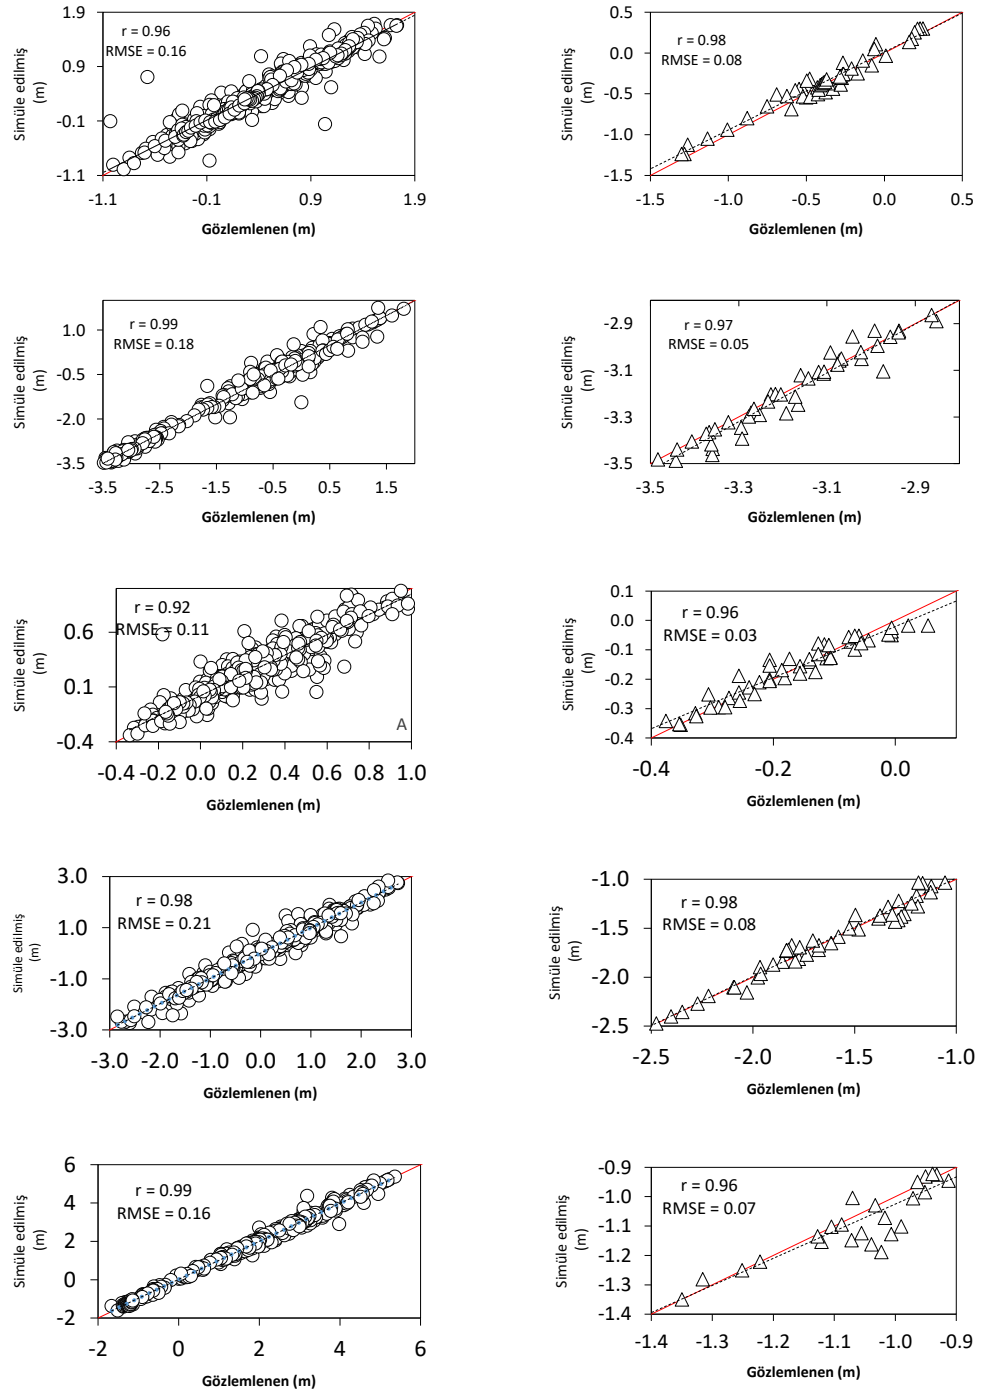 1.9
0.9
-0.1
-1.1
Simüle edilmiş
(m)
r = 0.96
RMSE = 0.16
-1.1 -0.1 0.9 1.9
Gözlemlenen (m)
0.5
0.0
-0.5
-1.0
-1.5
Simüle edilmiş
(m)
r = 0.98
RMSE = 0.08
-1.5 -1.0 -0.5 0.0 0.5
Gözlemlenen (m)
1.0
-0.5
-2.0
-3.5
Simüle edilmiş
(m)
r = 0.99
RMSE = 0.18
-3.5 -2.5 -1.5 -0.5 0.5 1.5
Gözlemlenen (m)
-2.9
-3.1
-3.3
-3.5
Simüle edilmiş
(m)
r = 0.97
RMSE = 0.05
-3.5 -3.3 -3.1 -2.9
Gözlemlenen (m)
0.6
0.1
-0.4
Simüle edilmiş
(m)
r = 0.92
RMSE = 0.11
A
-0.4 -0.2 0.0 0.2 0.4 0.6 0.8 1.0
Gözlemlenen (m)
0.1
0.0
-0.1
-0.2
-0.3
-0.4
Simüle edilmiş
(m)
r = 0.96
RMSE = 0.03
-0.4 -0.2 0.0
Gözlemlenen (m)
3.0
1.0
-1.0
-3.0
Simüle edilmiş
(m)
r = 0.98
RMSE = 0.21
-3.0 -2.0 -1.0 0.0 1.0 2.0 3.0
Gözlemlenen (m)
-1.0
-1.5
-2.0
-2.5
Simüle edilmiş
(m)
r = 0.98
RMSE = 0.08
-2.5 -2.0 -1.5 -1.0
Gözlemlenen (m)
6
4
2
0
-2
Simüle edilmiş
(m)
r = 0.99
RMSE = 0.16
-2 0 2 4 6
Gözlemlenen (m)
-0.9
-1.0
-1.1
-1.2
-1.3
-1.4
Simüle edilmiş
(m)
r = 0.96
RMSE = 0.07
-1.4 -1.3 -1.2 -1.1 -1.0 -0.9
Gözlemlenen (m)